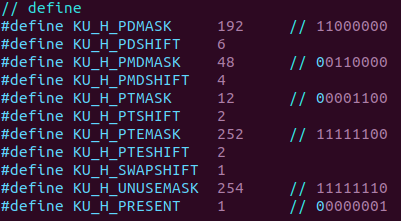 // define
#define KU_H_PDMASK 192 // 11000000
#define KU_H_PDSHIFT 6
#define KU_H_PMDMASK 48 // 00110000
#define KU_H_PMDSHIFT 4
#define KU_H_PTMASK 12 // 00001100
#define KU_H_PTSHIFT 2
#define KU_H_PTEMASK 252 // 11111100
#define KU_H_PTESHIFT 2
#define KU_H_SWAPSHIFT 1
#define KU_H_UNUSEMASK 254 // 11111110
#define KU_H_PRESENT 1 // 00000001